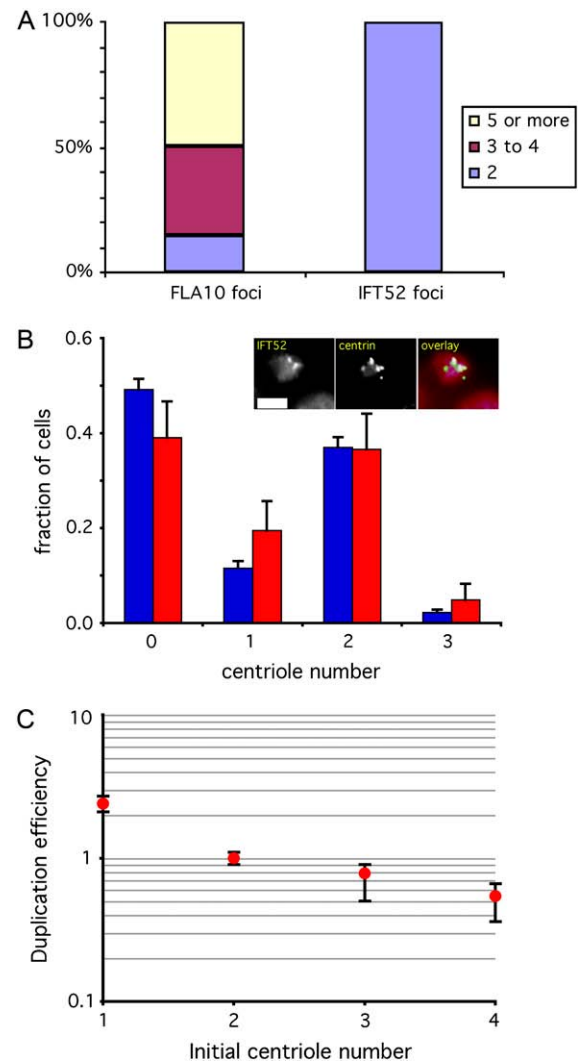 A
100%
50%
0%
5 or more
3 to 4
2
FLA10 foci
IFT52 foci
B
0.6
0.4
0.2
0.0
fraction of cells
IFT52
centrin
overlay
0
1
2
3
centriole number
C
10
1
0.1
Duplication efficiency
1
2
3
4
Initial centriole number